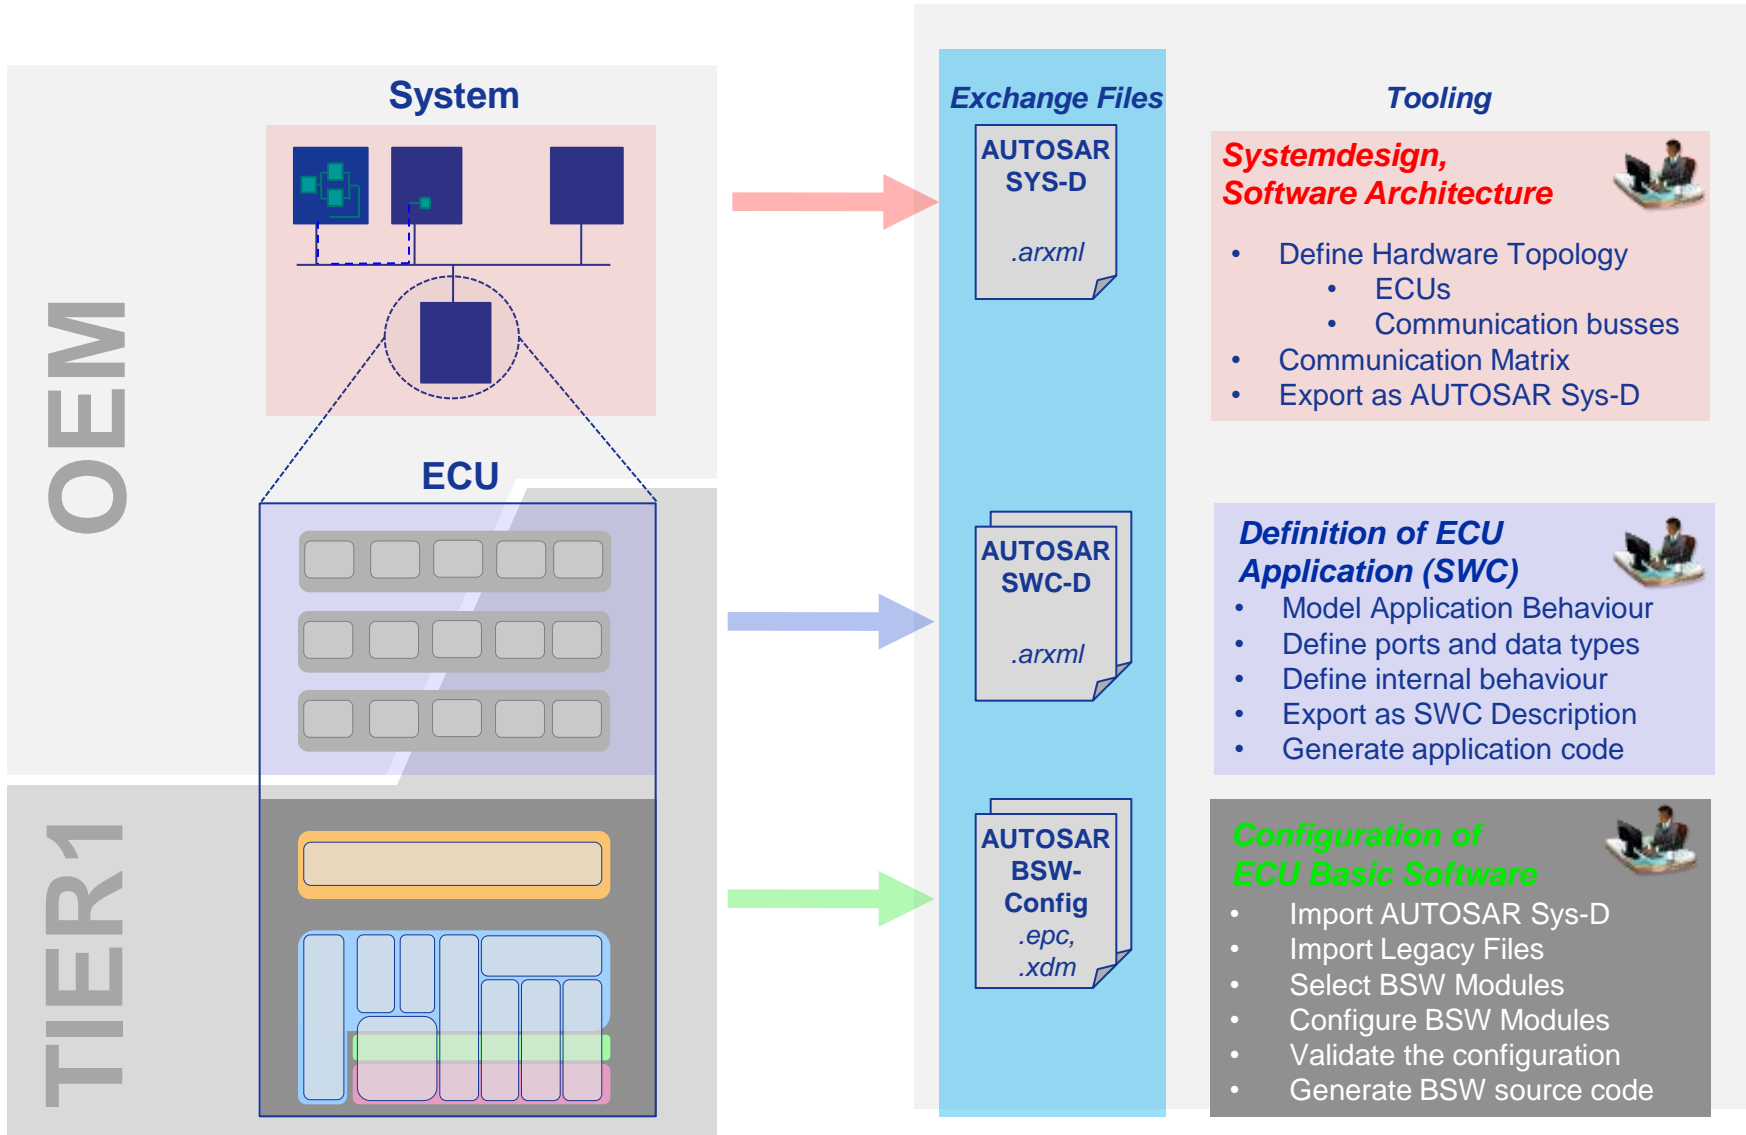 System
OEM
ECU
TIER1
Exchange Files
AUTOSAR
SYS-D
.arxml
AUTOSAR
SWC-D
.arxml
AUTOSAR
BSW-
Config
.epc,
.xdm
Tooling
Systemdesign,
Software Architecture
• Define Hardware Topology
• ECUs
• Communication busses
• Communication Matrix
• Export as AUTOSAR Sys-D
Definition of ECU
Application (SWC)
• Model Application Behaviour
• Define ports and data types
• Define internal behaviour
• Export as SWC Description
• Generate application code
Configuration of
ECU Basic Software
• Import AUTOSAR Sys-D
• Import Legacy Files
• Select BSW Modules
• Configure BSW Modules
• Validate the configuration
• Generate BSW source code